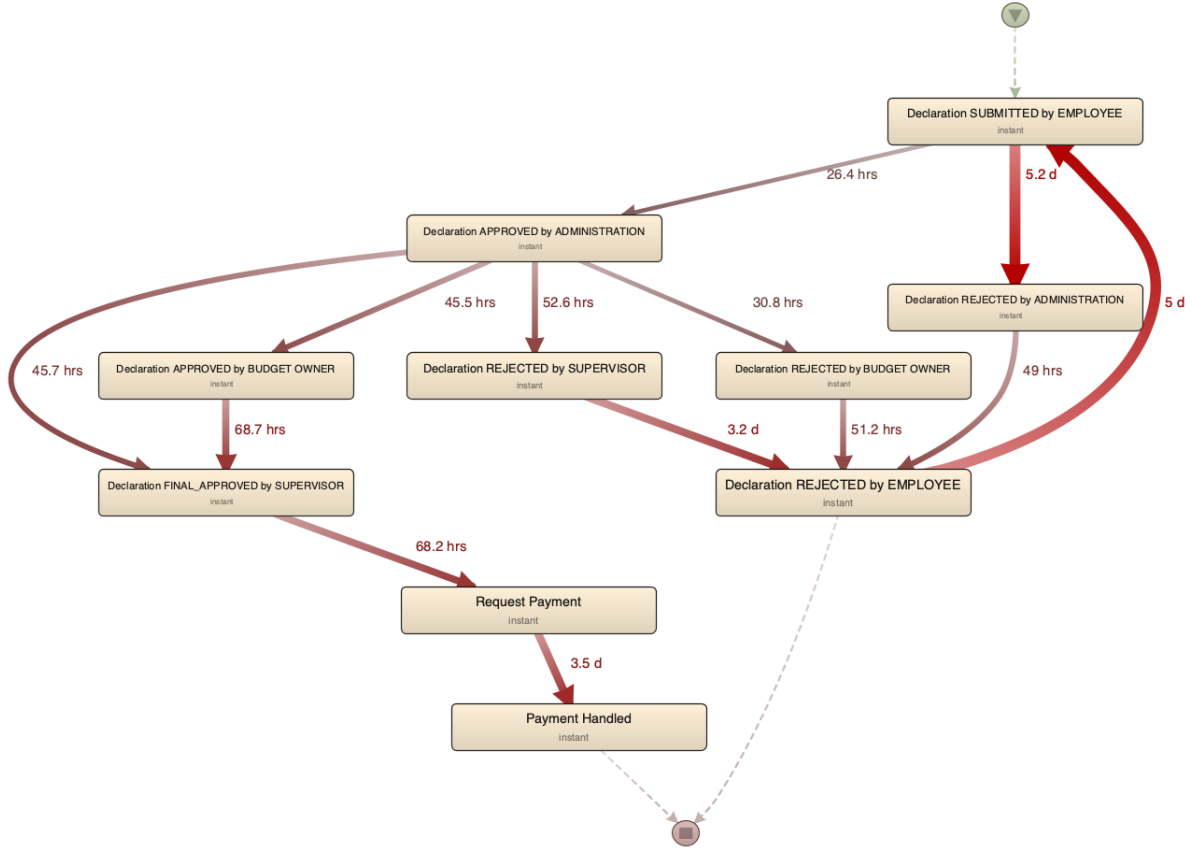 Declaration SUBMITTED by EMPLOYEE
instant
26.4 hrs
5.2 d
Declaration APPROVED by ADMINISTRATION
instant
45.5 hrs
52.6 hrs
30.8 hrs
Declaration REJECTED by ADMINISTRATION
instant
5 d
45.7 hrs
Declaration APPROVED by BUDGET OWNER
instant
Declaration REJECTED by SUPERVISOR
instant
Declaration REJECTED by BUDGET OWNER
instant
49 hrs
68.7 hrs
3.2 d
51.2 hrs
Declaration FINAL_APPROVED by SUPERVISOR
instant
Declaration REJECTED by EMPLOYEE
instant
68.2 hrs
Request Payment
instant
3.5 d
Payment Handled
instant